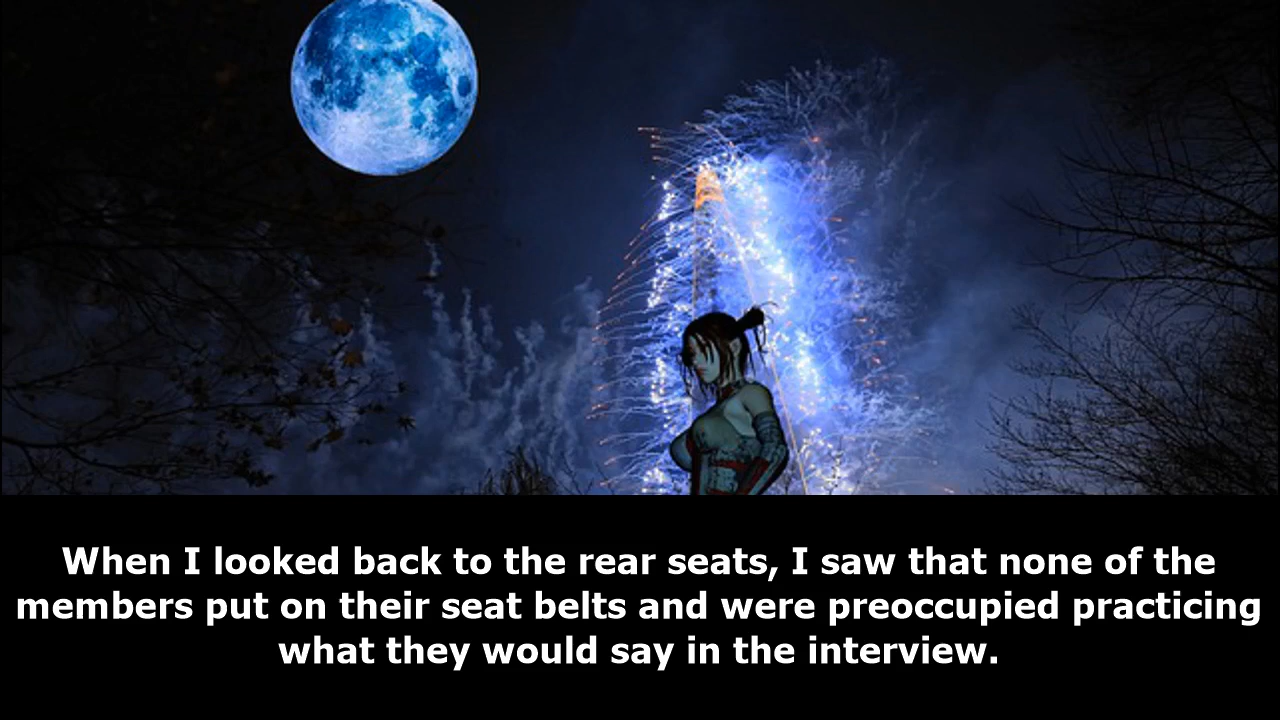 When I looked back to the rear seats, I saw that none of the
members put on their seat belts and were preoccupied practicing
what they would say in the interview.